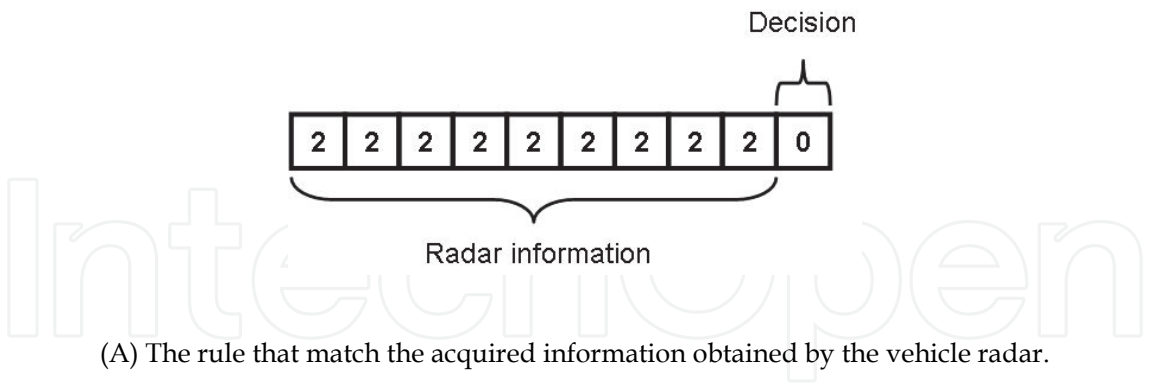 Decision
2 2 2 2 2 2 2 2 2 0
Radar information
Intechopen
(A) The rule that match the acquired information obtained by the vehicle radar.